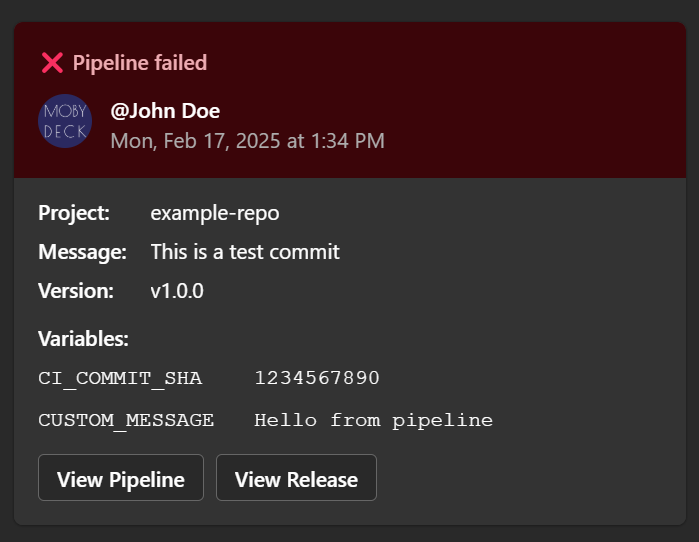 ❌ Pipeline failed
MOBY
DECK
@John Doe
Mon, Feb 17, 2025 at 1:34 PM
Project: example-repo
Message: This is a test commit
Version: v1.0.0
Variables:
CI_COMMIT_SHA 1234567890
CUSTOM_MESSAGE Hello from pipeline
View Pipeline View Release